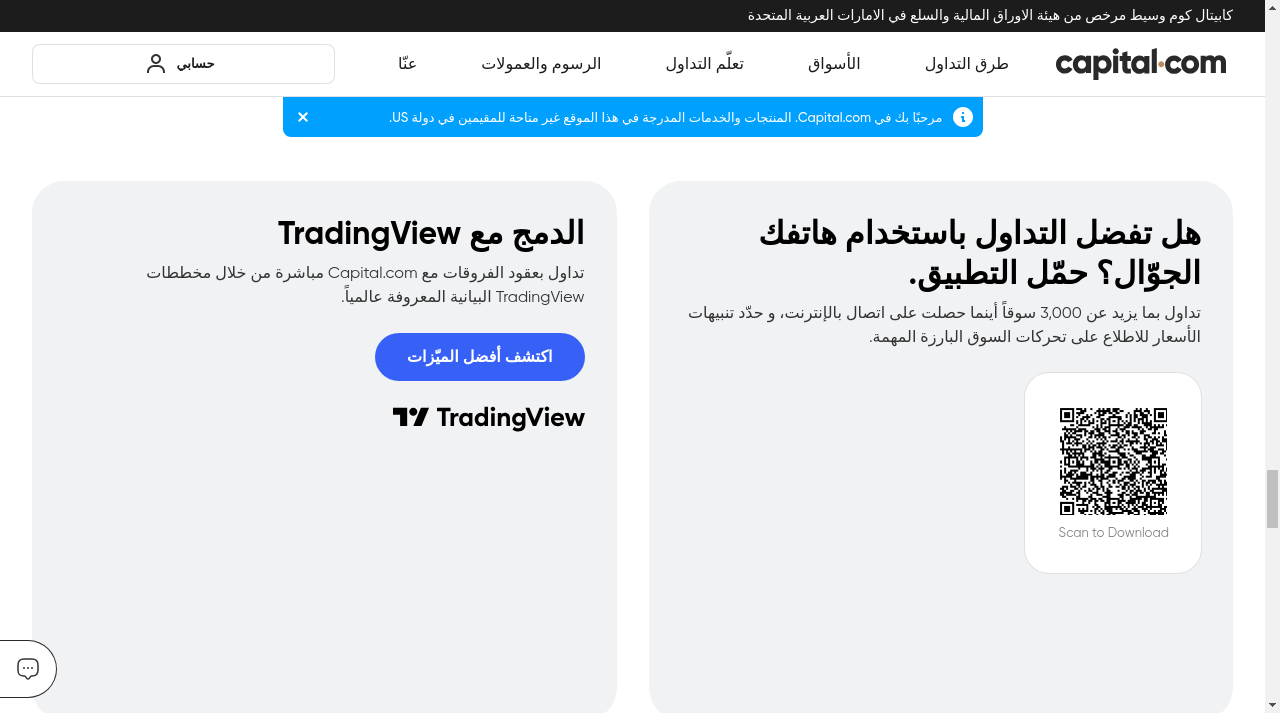 كابيتال كوم وسيط مرخص من هيئة الاوراق المالية والسلع في الامارات العربية المتحدة
capital.com
طرق التداول
الأسواق
تعلّم التداول
الرسوم والعمولات
عنّا
حسابي
مرحبًا بك في Capital.com. المنتجات والخدمات المدرجة في هذا الموقع غير متاحة للمقيمين في دولة US.
هل تفضل التداول باستخدام هاتفك
الجوّال؟ حمّل التطبيق.
تداول بما يزيد عن 3,000 سوقاً أينما حصلت على اتصال بالإنترنت، و حدّد تنبيهات
الأسعار للاطلاع على تحركات السوق البارزة المهمة.
Scan to Download
الدمج مع TradingView
تداول بعقود الفروقات مع Capital.com مباشرة من خلال مخططات
TradingView البيانية المعروفة عالمياً.
اكتشف أفضل الميّزات
TradingView